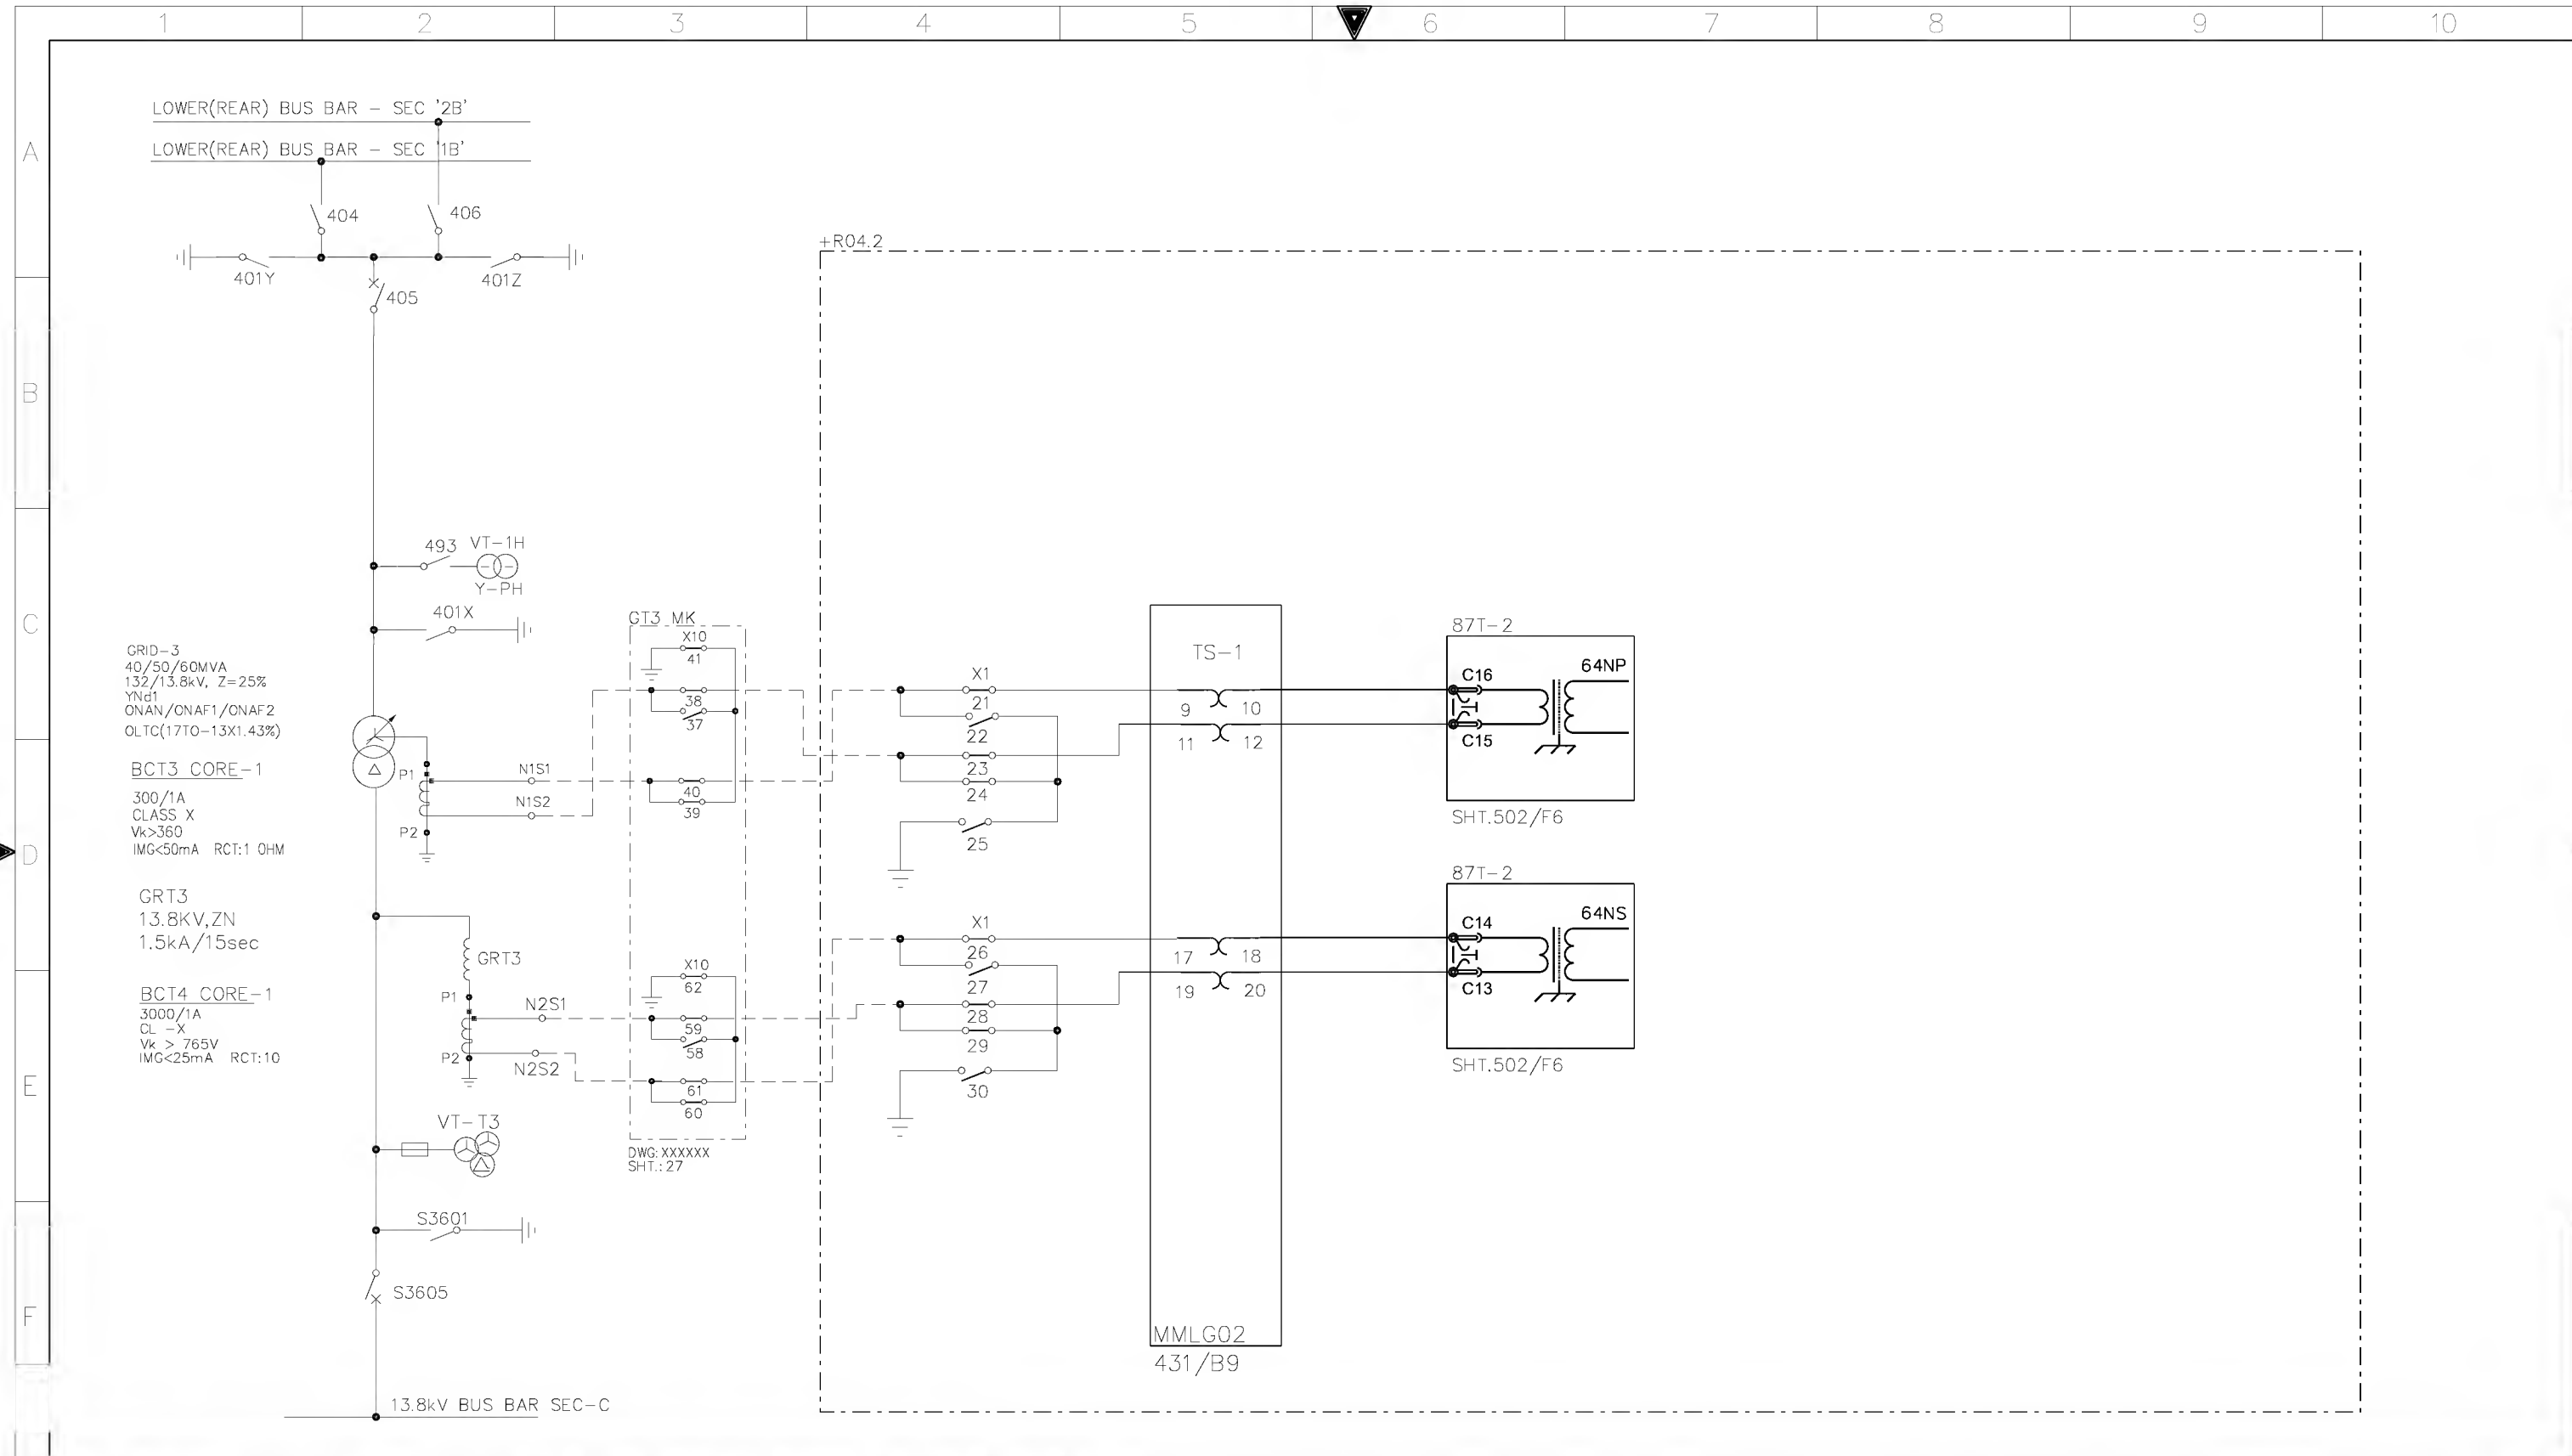 1 2 3 4 5 6 7 8 9 10
A
B
C
D
E
F
LOWER(REAR) BUS BAR - SEC '2B'
LOWER(REAR) BUS BAR - SEC '1B'
404
406
401Y
401Z
405
493
VT-1H
Y-PH
401X
GRID-3
40/50/60MVA
132/13.8kV, Z=25%
YNd1
ONAN/ONAF1/ONAF2
OLTC(17TO-13X1.43%)
BCT3 CORE-1
300/1A
CLASS X
Vk>360
IMG<50mA RCT:1 OHM
P1
P2
N1S1
N1S2
GRT3
13.8KV,ZN
1.5kA/15sec
GRT3
BCT4 CORE-1
3000/1A
CL -X
Vk > 765V
IMG<25mA RCT:10
P1
P2
N2S1
N2S2
VT-T3
S3601
S3605
13.8kV BUS BAR SEC-C
GT3 MK
X10
41
38
37
40
39
X10
62
59
58
61
60
DWG:XXXXXX
SHT.:27
+R04.2
X1
21
22
23
24
25
X1
26
27
28
29
30
TS-1
9 10
11 12
17 18
19 20
MMLG02
431/B9
87T-2
64NP
C16
C15
SHT.502/F6
87T-2
64NS
C14
C13
SHT.502/F6